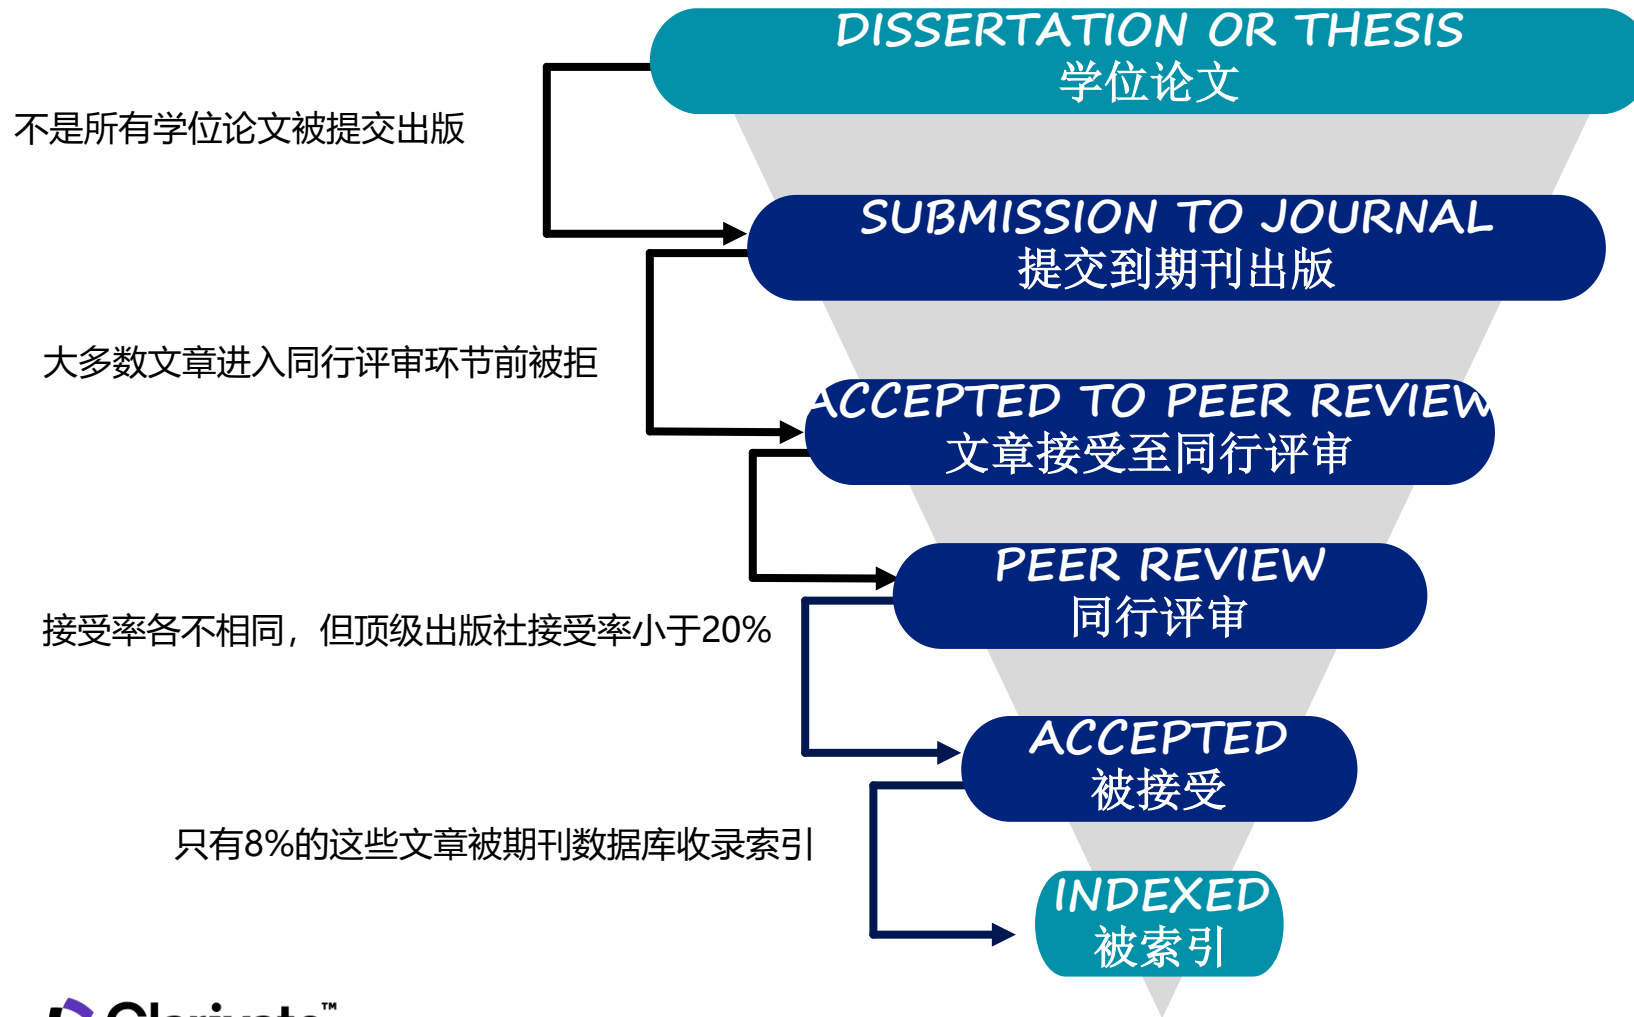 DISSERTATION OR THESIS
学位论文
不是所有学位论文被提交出版
SUBMISSION TO JOURNAL
提交到期刊出版
大多数文章进入同行评审环节前被拒
ACCEPTED TO PEER REVIEW
文章接受至同行评审
PEER REVIEW
同行评审
接受率各不相同，但顶级出版社接受率小于20%
ACCEPTED
被接受
只有8%的这些文章被期刊数据库收录索引
INDEXED
被索引
Clarivate™